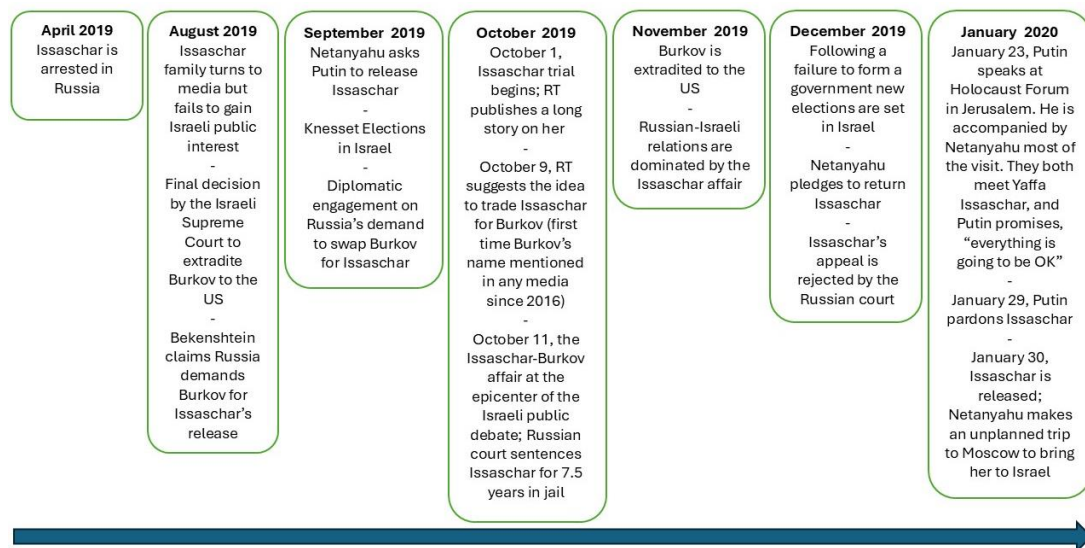 April 2019
Issaschar is
arrested in
Russia
August 2019
Issaschar
family turns to
media but fails
to gain
Israeli public
interest
-
Final decision
by the Israeli
Supreme
Court to
extradite
Burkov to the
US
-
Bekenshtein
claims Russia
demands
Burkov for
Issaschar's
release
September 2019
Netanyahu asks
Putin to release
Issaschar
-
Knesset Elections
in Israel
-
Diplomatic
engagement on
Russia's demand
to swap Burkov
for Issaschar
October 2019
October 1,
Issaschar trial
begins; RT
publishes a long
story on her
-
October 9, RT
suggests the idea
to trade Issaschar
for Burkov (first
time Burkov's
name mentioned
in any media
since 2016)
-
October 11, the
Issaschar-Burkov
affair at the
epicenter of the
Israeli public
debate; Russian
court sentences
Issaschar for 7.5
years in jail
November 2019
Burkov is
extradited to the
US
-
Russian-Israeli
relations are
dominated by the
Issaschar affair
December 2019
Following a
failure to form a
government new
elections are set
in Israel
-
Netanyahu
pledges to return
Issaschar
-
Issaschar's
appeal is
rejected by the
Russian court
January 2020
January 23, Putin
speaks at
Holocaust Forum
in Jerusalem. He is
accompanied by
Netanyahu most of
the visit. They both
meet Yaffa
Issaschar, and
Putin promises,
"everything is
going to be OK"
-
January 29, Putin
pardons Issaschar
-
January 30,
Issaschar is
released;
Netanyahu makes
an unplanned trip
to Moscow to bring
her to Israel